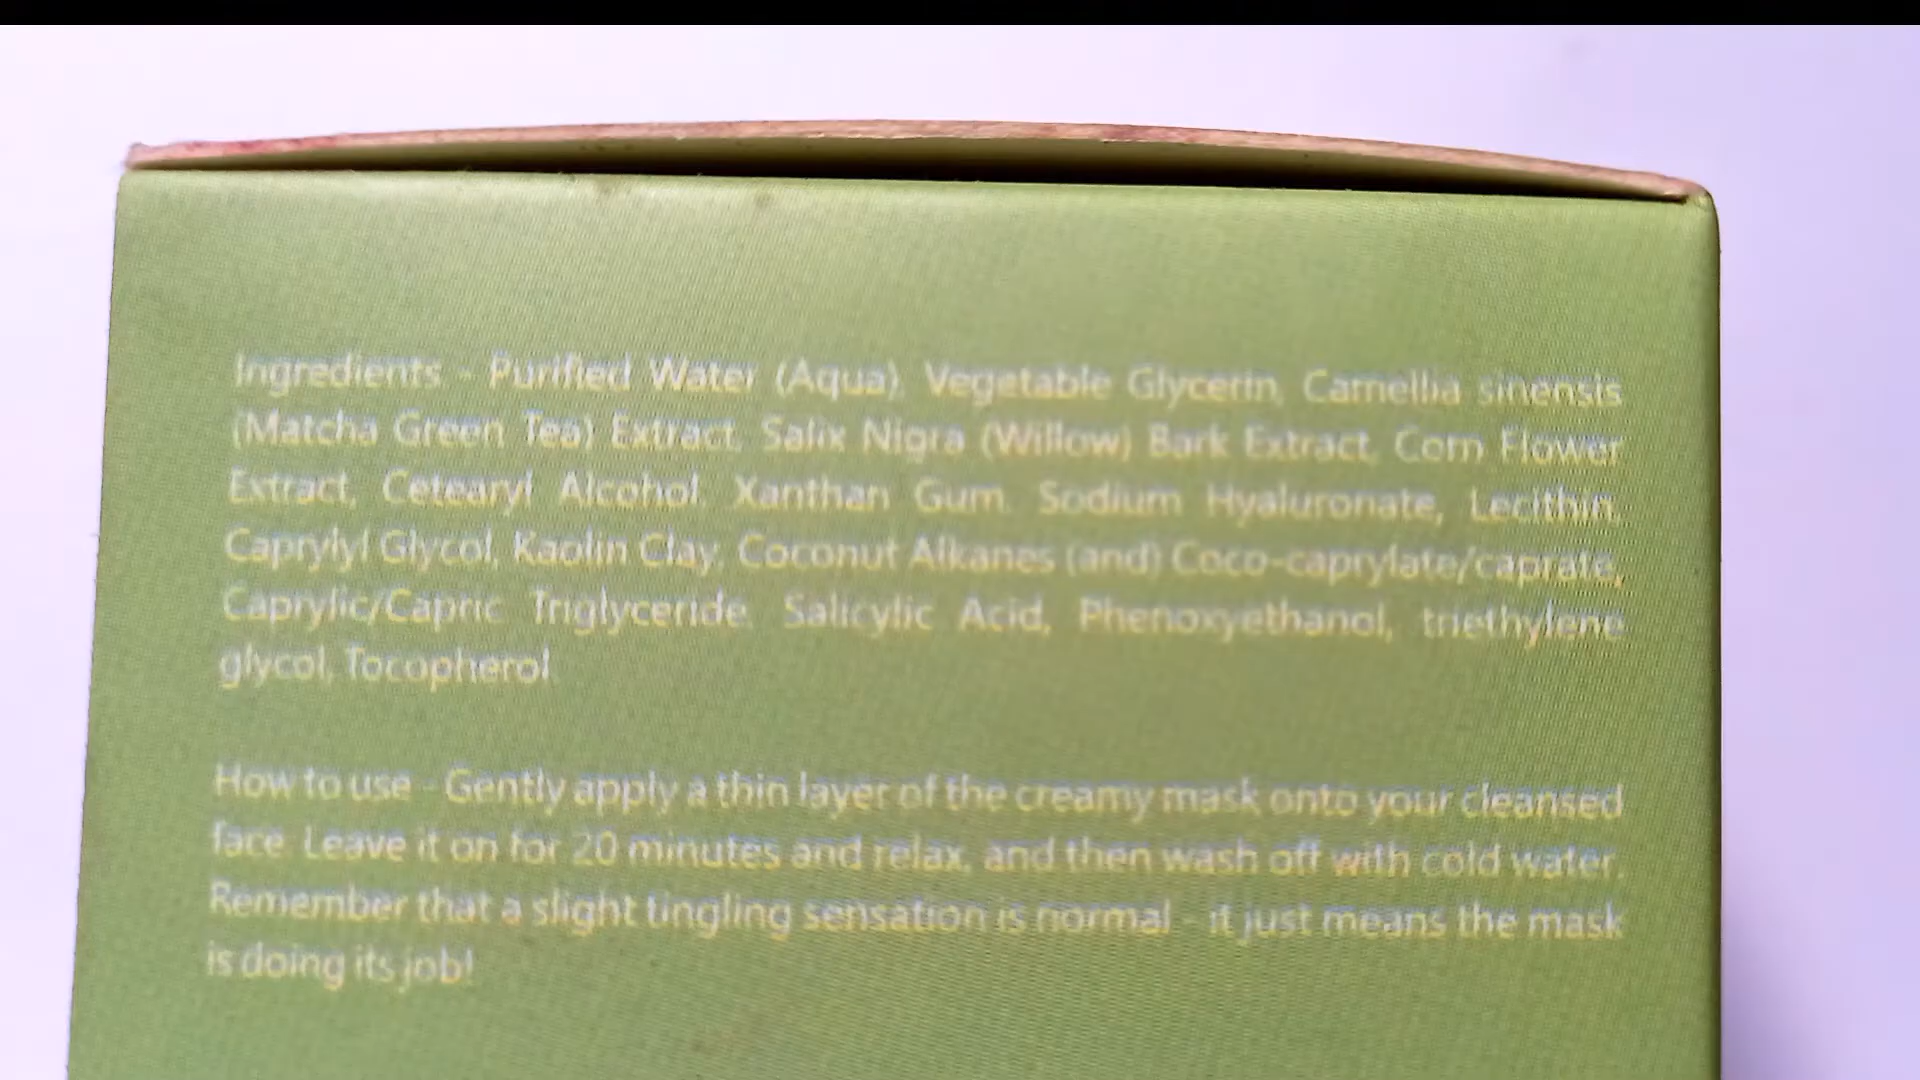 Ingredients - Purified Water (Aqua), Vegetable Glycerin, Camellia sinensis
(Matcha Green Tea) Extract, Salix Nigra (Willow) Bark Extract, Corn Flower
Extract, Cetearyl Alcohol, Xanthan Gum, Sodium Hyaluronate, Lecithin,
Caprylyl Glycol, Kaolin Clay, Coconut Alkanes (and) Coco-caprylate/caprate,
Caprylic/Capric Triglyceride, Salicylic Acid, Phenoxyethanol, triethylene
glycol, Tocopherol
How to use - Gently apply a thin layer of the creamy mask onto your cleansed
face. Leave it on for 20 minutes and relax, and then wash off with cold water.
Remember that a slight tingling sensation is normal - it just means the mask
is doing its job!